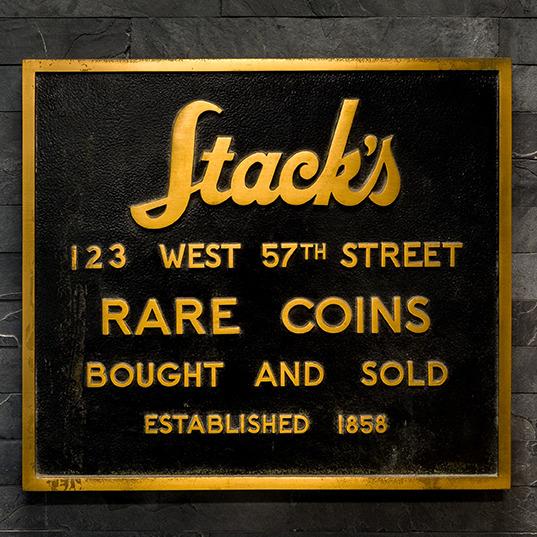 Stack's
123 WEST 57TH STREET
RARE COINS
BOUGHT AND SOLD
ESTABLISHED 1858